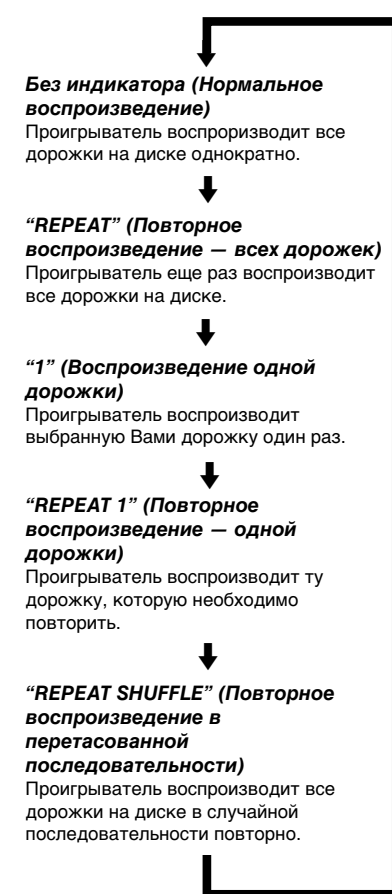 Без индикатора (Нормальное
воспроизведение)
Проигрыватель воспроризводит все
дорожки на диске однократно.
“REPEAT” (Повторное
воспроизведение — всех дорожек)
Проигрыватель еще раз воспроизводит
все дорожки на диске.
“1” (Воспроизведение одной
дорожки)
Проигрыватель воспроизводит
выбранную Вами дорожку один раз.
“REPEAT 1” (Повторное
воспроизведение — одной
дорожки)
Проигрыватель воспроизводит ту
дорожку, которую необходимо
повторить.
“REPEAT SHUFFLE” (Повторное
воспроизведение в
перетасованной
последовательности)
Проигрыватель воспроизводит все
дорожки на диске в случайной
последовательности повторно.